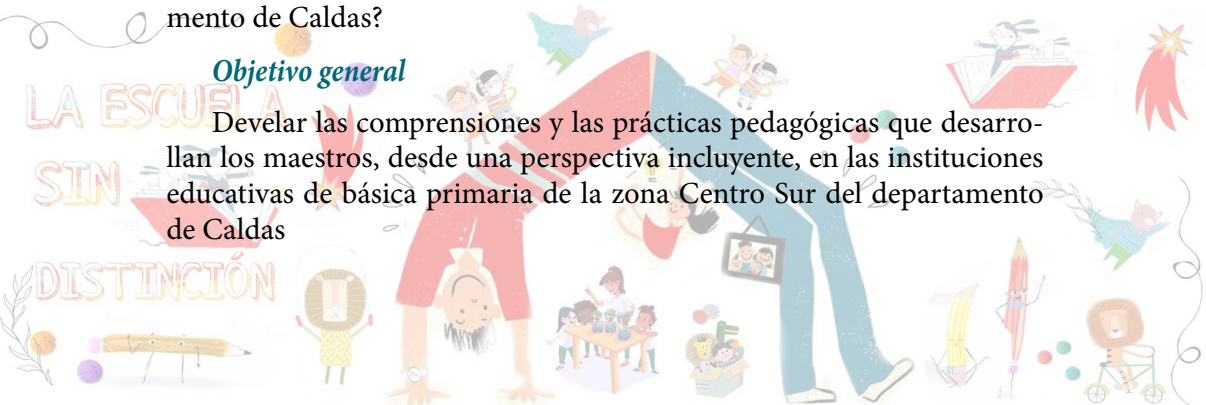 mento de Caldas?
Objetivo general
Develar las comprensiones y las prácticas pedagógicas que desarro-
llan los maestros, desde una perspectiva incluyente, en las instituciones
educativas de básica primaria de la zona Centro Sur del departamento
de Caldas
LA ESCUELA
SIN
DISTINCIÓN